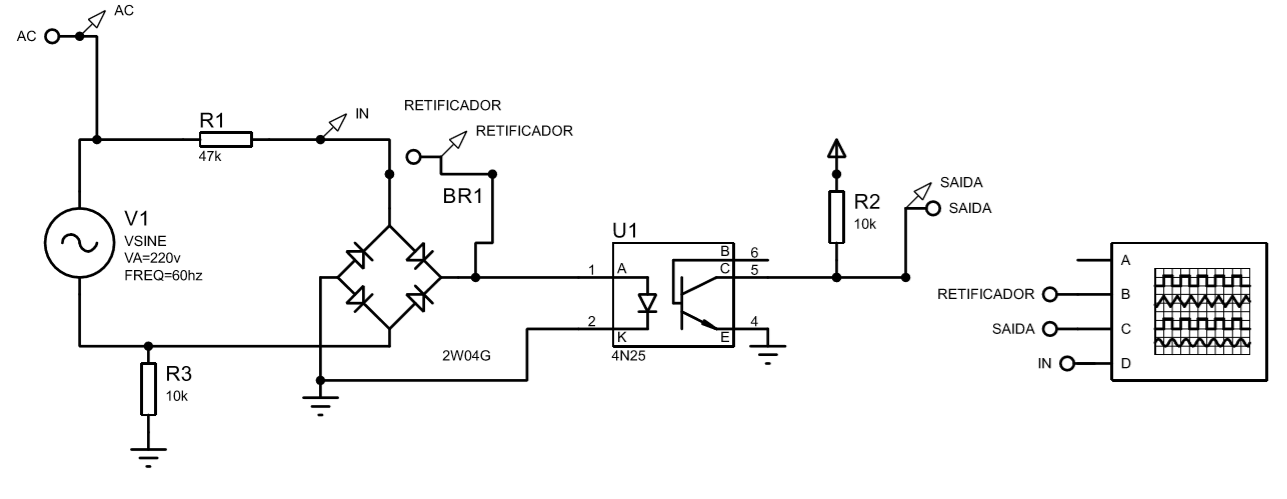 AC
AC
R1
47k
IN
RETIFICADOR
RETIFICADOR
BR1
V1
VSINE
VA=220v
FREQ=60hz
R3
10k
2W04G
U1
1
A
2
K
4N25
B
6
C
5
E
4
R2
10k
SAIDA
SAIDA
A
RETIFICADOR
B
SAIDA
C
IN
D